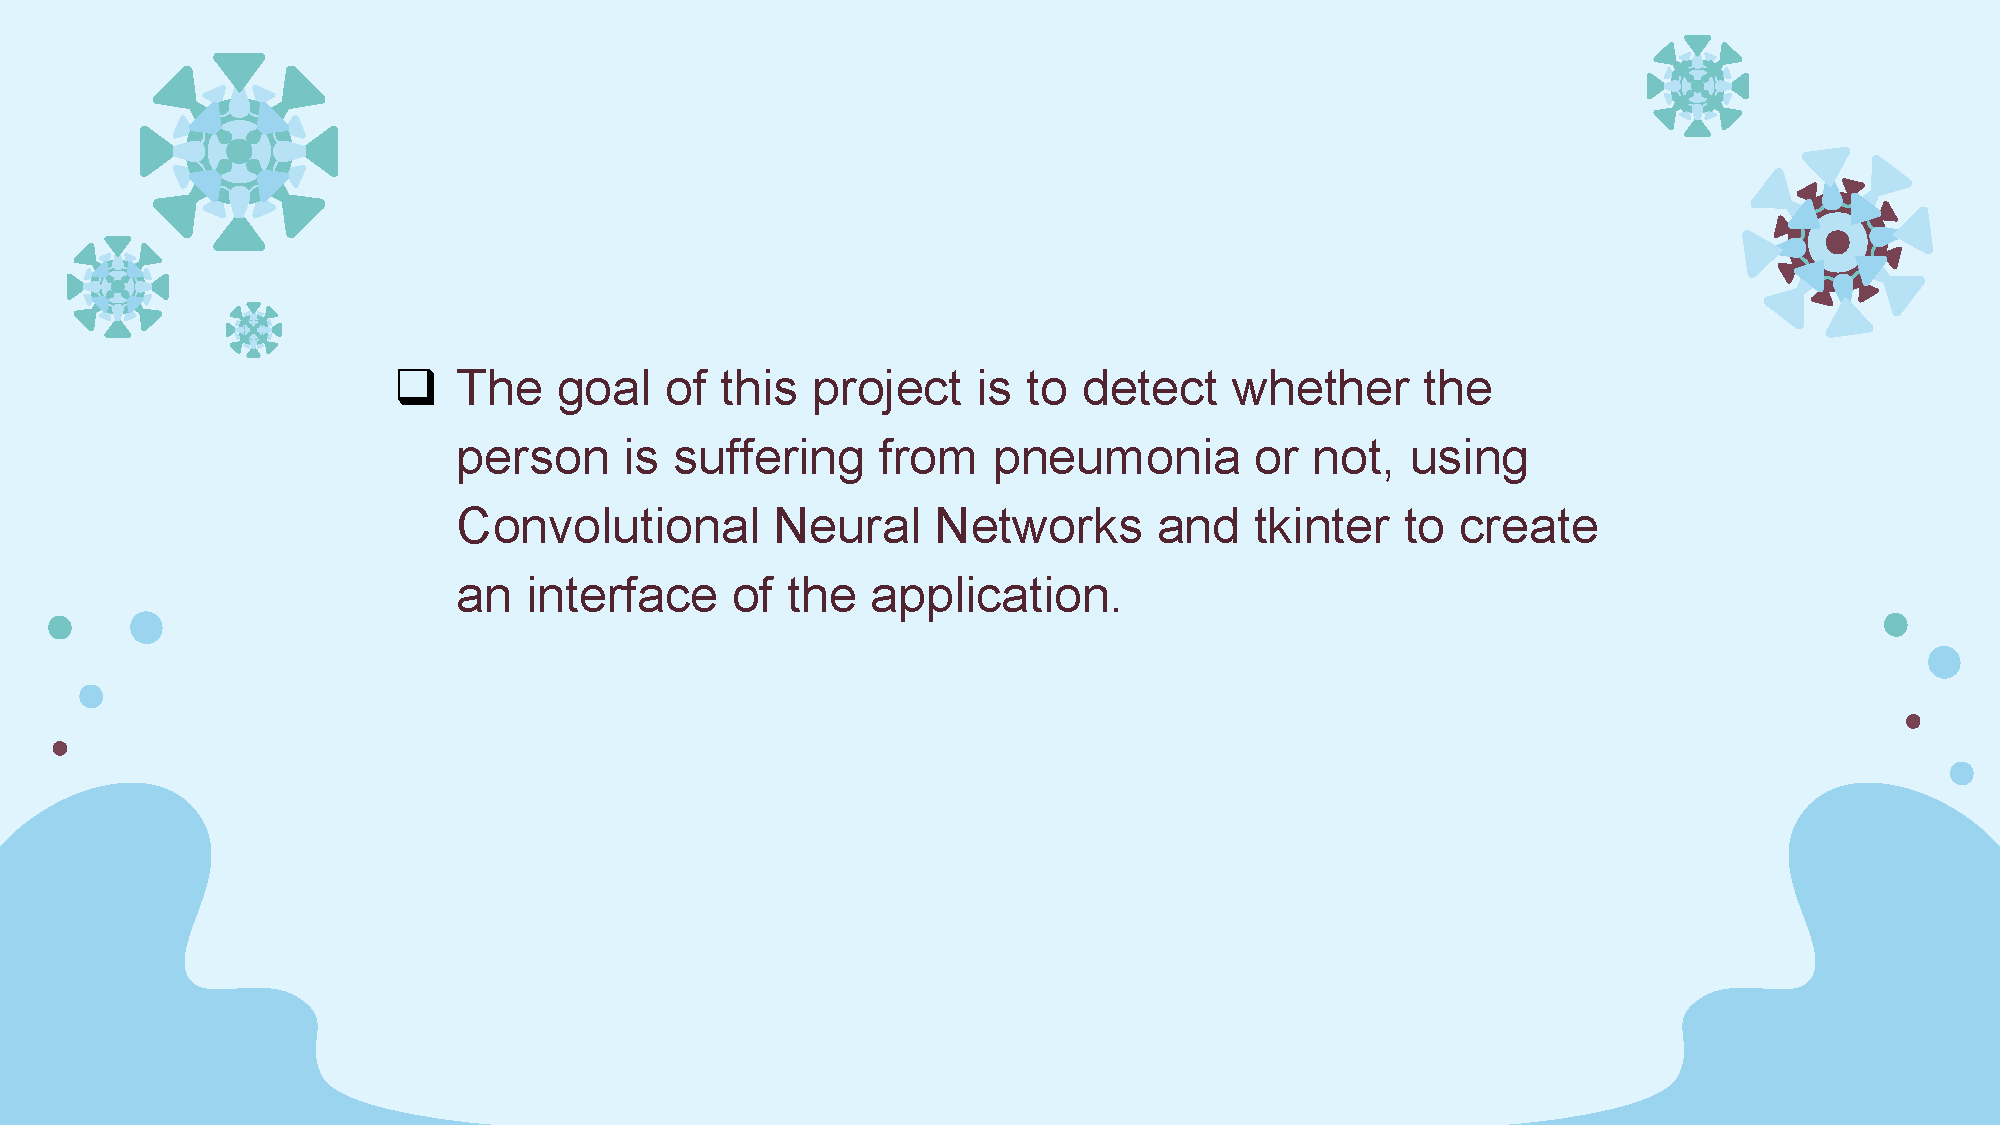 ❑ The goal of this project is to detect whether the
person is suffering from pneumonia or not, using
Convolutional Neural Networks and tkinter to create
an interface of the application.